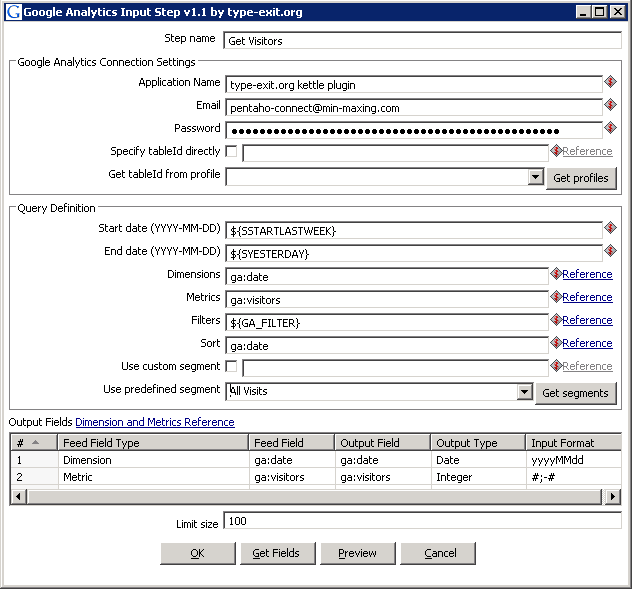 Google Analytics Input Step v1.1 by type-exit.org
Step name Get Visitors
Google Analytics Connection Settings
Application Name type-exit.org kettle plugin
Email pentaho-connect@min-maxing.com
Password
Specify tableId directly Reference
Get tableId from profile Get profiles
Query Definition
Start date (YYYY-MM-DD) ${SSTARTLASTWEEK}
End date (YYYY-MM-DD) ${SYESTERDAY}
Dimensions ga:date Reference
Metrics ga:visitors Reference
Filters ${GA_FILTER} Reference
Sort ga:date Reference
Use custom segment Reference
Use predefined segment All Visits Get segments
Output Fields Dimension and Metrics Reference
# Feed Field Type Feed Field Output Field Output Type Input Format
1 Dimension ga:date ga:date Date yyyyMMdd
2 Metric ga:visitors ga:visitors Integer #;-#
Limit size 100
OK Get Fields Preview Cancel